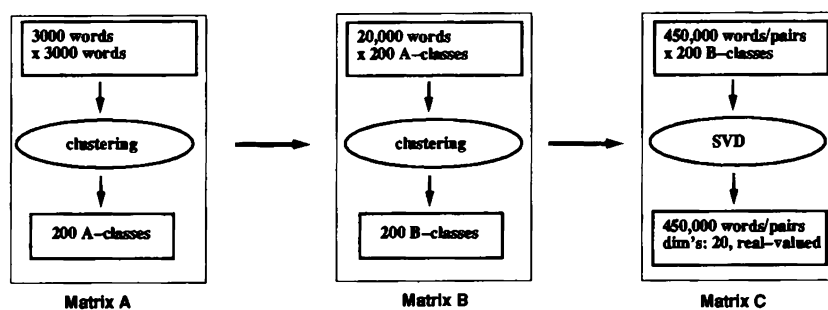 3000 words
x 3000 words
clustering
200 A-classes
Matrix A
20,000 words
x 200 A-classes
clustering
200 B-classes
Matrix B
450,000 words/pairs
x 200 B-classes
SVD
450,000 words/pairs
dim's: 20, real-valued
Matrix C